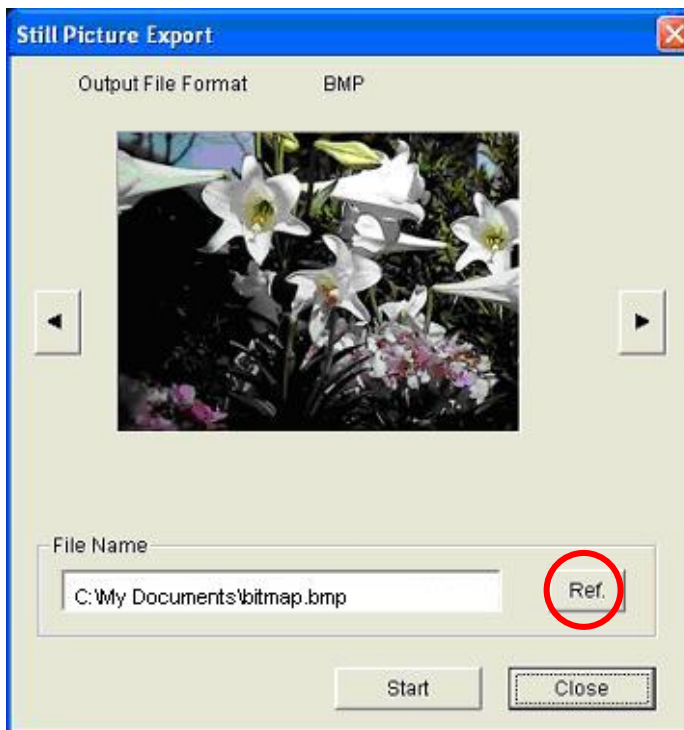 Still Picture Export
Output File Format BMP
File Name
C:\My Documents\bitmap.bmp
Ref.
Start Close